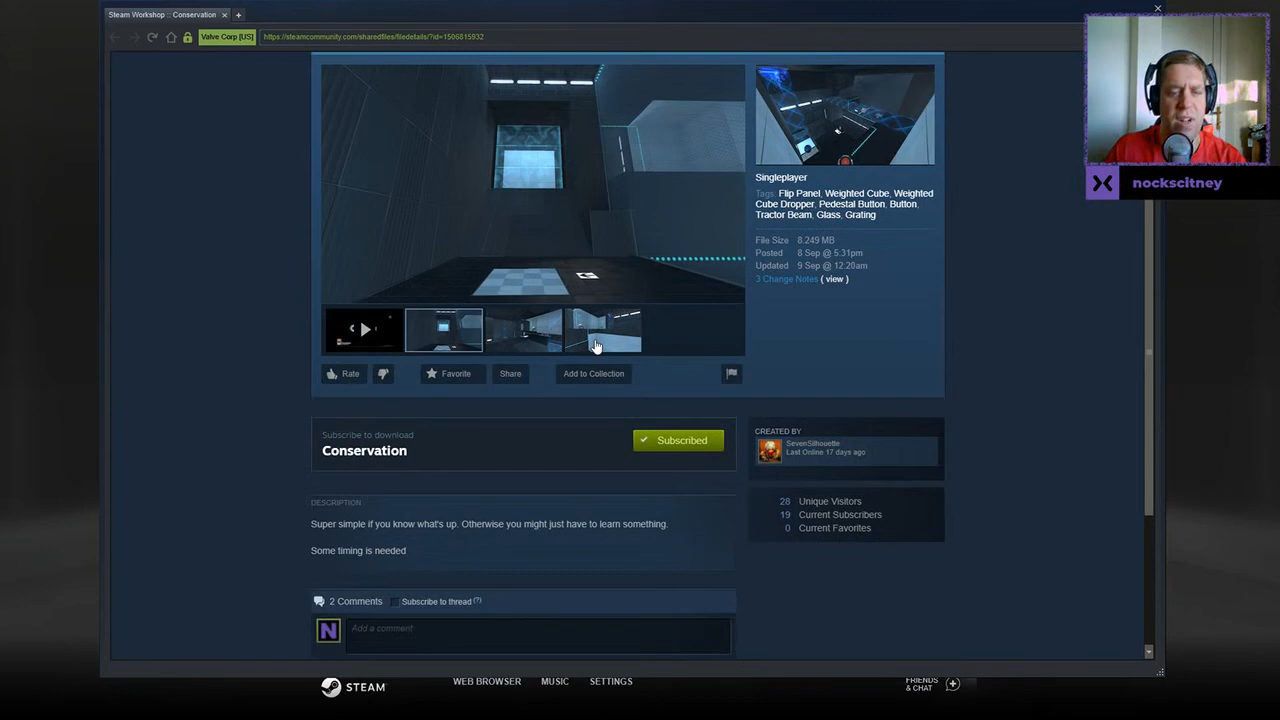 Steam Workshop :: Conservation
Valve Corp [US]
https://steamcommunity.com/sharedfiles/filedetails/?id=1506815932
nockscitney
Singleplayer
Tags: Flip Panel, Weighted Cube, Weighted
Cube Dropper, Pedestal Button, Button,
Tractor Beam, Glass, Grating
File Size 8.249 MB
Posted 8 Sep @ 5:31pm
Updated 9 Sep @ 12:20am
3 Change Notes ( view )
Rate
Favorite
Share
Add to Collection
Subscribe to download
Conservation
Subscribed
CREATED BY
SevenSilhouette
Last Online 17 days ago
28 Unique Visitors
19 Current Subscribers
0 Current Favorites
DESCRIPTION
Super simple if you know what's up. Otherwise you might just have to learn something.
Some timing is needed
2 Comments
Subscribe to thread (?)
N
Add a comment
STEAM
WEB BROWSER
MUSIC
SETTINGS
FRIENDS
& CHAT